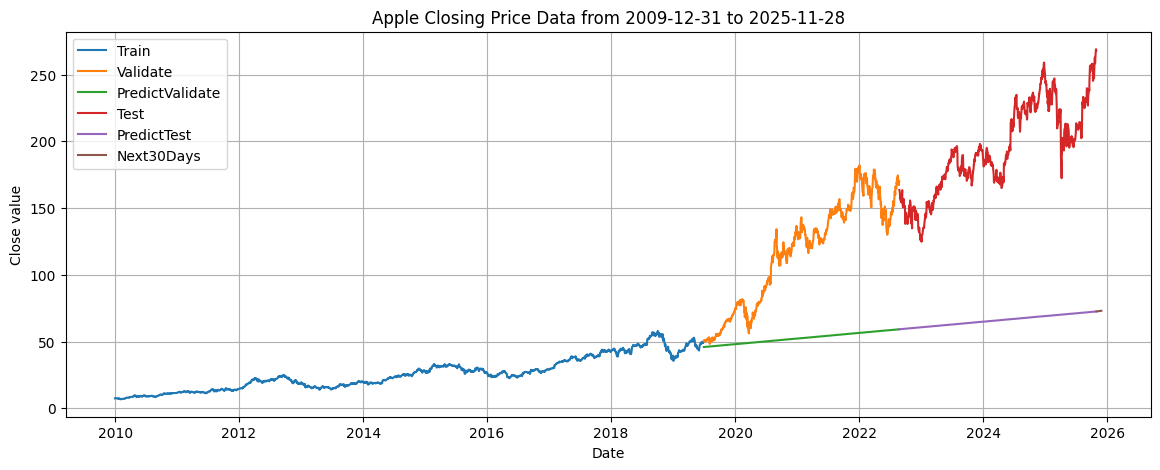 Apple Closing Price Data from 2009-12-31 to 2025-11-28
Train
Validate
PredictValidate
Test
PredictTest
Next30Days
Close value
250
200
150
100
50
0
2010 2012 2014 2016 2018 2020 2022 2024 2026
Date